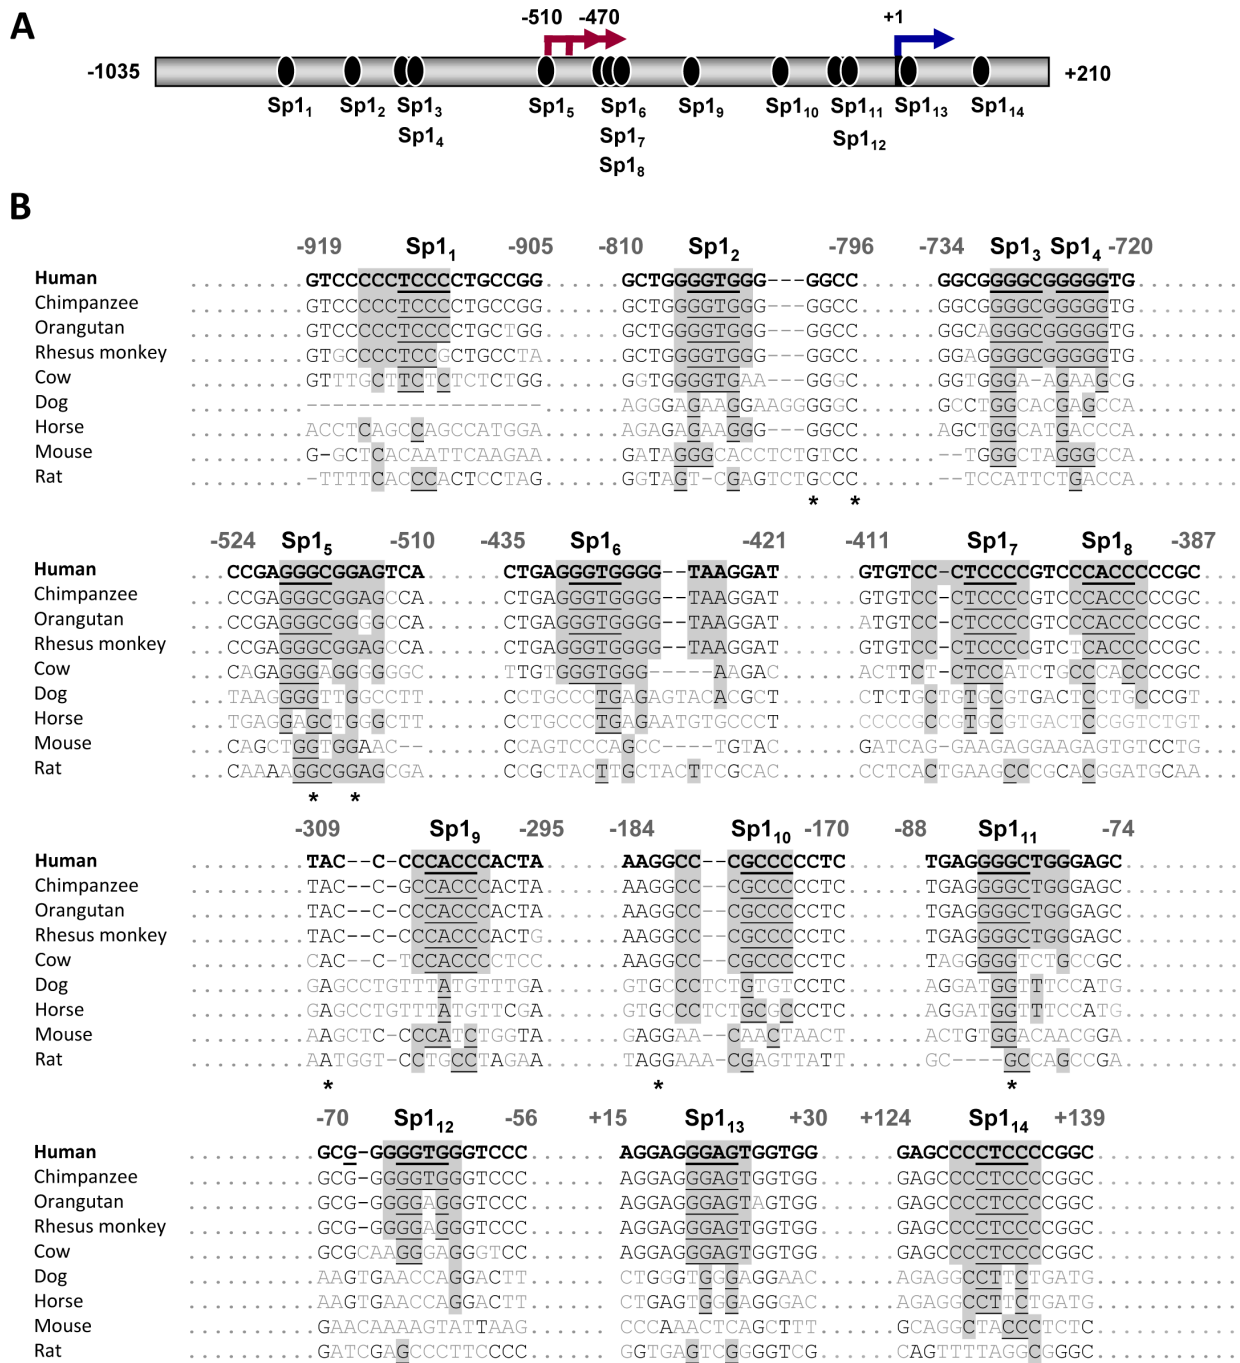 A
-510 -470 +1
-1035 +210
Sp1₁ Sp1₂ Sp1₃ Sp1₅ Sp1₆ Sp1₉ Sp1₁₀ Sp1₁₁ Sp1₁₃ Sp1₁₄
Sp1₄ Sp1₇ Sp1₁₂
Sp1₈
B
-919 Sp1₁ -905 -810 Sp1₂ -796 -734 Sp1₃ Sp1₄ -720
Human GTCCCCCTCCCCTGCCGG GCTGGGGTGGG---GGCC GGCGGGGCGGGGGTG
Chimpanzee GTCCCCCTCCCCTGCCGG GCTGGGGTGGG---GGCC GGCGGGGCGGGGGTG
Orangutan GTCCCCCTCCCCTGCTGG GCTGGGGTGGG---GGCC GGCAGGGCGGGGGTG
Rhesus monkey GTGCCCCTCCGCTGCCTA GCTGGGGTGGG---GGCC GGAGGGGCGGGGGTG
Cow GTTTGCTTCTCTCTCTGG GGTGGGGTGAA---GGGC GGTGGGA-AGAAGCG
Dog ------------------ AGGGAGAAGGAAGGGGGC GCCTGGCACGAGCCA
Horse ACCTCAGCCAGCCATGGA AGAGAGAAGGG---GGCC AGCTGGCATGACCCA
Mouse G-GCTCACAATTCAAGAA GATAGGGCACCTCTGTCC --TGGGCTAGGGCCA
Rat -TTTTCACCCACTCCTAG GGTAGT-CGAGTCTGCCC --TCCATTCTGACCA
* *
-524 Sp1₅ -510 -435 Sp1₆ -421 -411 Sp1₇ Sp1₈ -387
Human CCGAGGGCGGAGTCA CTGAGGGTGGGG--TAAGGAT GTGTCC-CTCCCCGTCCCACCCCCGC
Chimpanzee CCGAGGGCGGAGCCA CTGAGGGTGGGG--TAAGGAT GTGTCC-CTCCCCGTCCCACCCCCGC
Orangutan CCGAGGGCGGGGCCA CTGAGGGTGGGG--TAAGGAT ATGTCC-CTCCCCGTCCCACCCCCGC
Rhesus monkey CCGAGGGCGGAGCCA CTGAGGGTGGGG--TAAGGAT GTGTCC-CTCCCCGTCTCACCCCCGC
Cow CAGAGGGAGGGGGGC TTGTGGGTGGG-----AAGAC ACTTCT-CTCCATCTGCCCACCCCGC
Dog TAAGGGGTTGGCCTT CCTGCCCTGAGAGTACACGCT CTCTGCTGTTCGTGACTCCTGCCCGT
Horse TGAGGAGCTGGGCTT CCTGCCCTGAGAATGTGCCCT CCCCGCCGTCGTGACTCCGGTCTGT
Mouse CAGCTGGTGGAAC-- CCAGTCCCAGCC----TGTAC GATCAG-GAAGAGGAAGAGTGTCCTG
Rat CAAAAGGCGGAGCGA CCGCTACTTGCTACTTCGCAC CCTCACTGAAGCCCGCACGGATGCAA
* *
-309 Sp1₉ -295 -184 Sp1₁₀ -170 -88 Sp1₁₁ -74
Human TAC--C-CCCACCCACTA AAGGCC--CGCCCCCTC TGAGGGGCTGGGAGC
Chimpanzee TAC--C-GCCACCCACTA AAGGCC--CGCCCCCTC TGAGGGGCTGGGAGC
Orangutan TAC--C-CCCACCCACTA AAGGCC--CGCCCCCTC TGAGGGGCTGGGAGC
Rhesus monkey TAC--C-CCCACCCACTG AAGGCC--CGCCCCCTC TGAGGGGCTGGGAGC
Cow CAC--C-TCCACCCCTCC AAGGCC--CGCCCCCTC TAGGGGGTCTGCCGC
Dog GAGCCTGTTTATGTTTGA GTGCCCTCTGTGTCCTC AGGATGGTTTCCATG
Horse GAGCCTGTTTATGTTCGA GTGCCCTCTGCGCCCTC AGGATGGTTTCCATG
Mouse AAGCTC-CCCATCTGGTA GAGGAA--CAACTAACT ACTGTGGACAACGGA
Rat AATGGT-CCTGCCTAGAA TAGGAAA-CGAGTTATT GC----GCCAGCCGA
* * *
-70 Sp1₁₂ -56 +15 Sp1₁₃ +30 +124 Sp1₁₄ +139
Human GCG-GGGGTGGGTCCC AGGAGGGAGTGGTGG GAGCCCCTCCCCGGC
Chimpanzee GCG-GGGGTGGGTCCC AGGAGGGAGTGGTGG GAGCCCCTCCCCGGC
Orangutan GCG-GGGGAGGGTCCC AGGAGGGAGTAGTGG GAGCCCCTCCCCGGC
Rhesus monkey GCG-GGGGAGGGTCCC AGGAGGGAGTGGTGG GAGCCCCTCCCCGGC
Cow GCGCAAGGGAGGGTCC AGGAGGGAGTGGTGG GAGCCCCTCCCCGGC
Dog AAGTGAACCAGGACTT CTGGGTGGGAGGAAC AGAGGCCTTCTGATG
Horse AAGTGAACCAGGACTT CTGAGTGGGAGGGAC AGAGGCCTTCTGATG
Mouse GAACAAAAGTATTAAG CCCAAACTCAGCTTT GCAGGCTACCCTCTC
Rat GATCGAGCCCTTCCCC GGTGAGTCGGGGTCG CAGTTTTAGGCGGGC